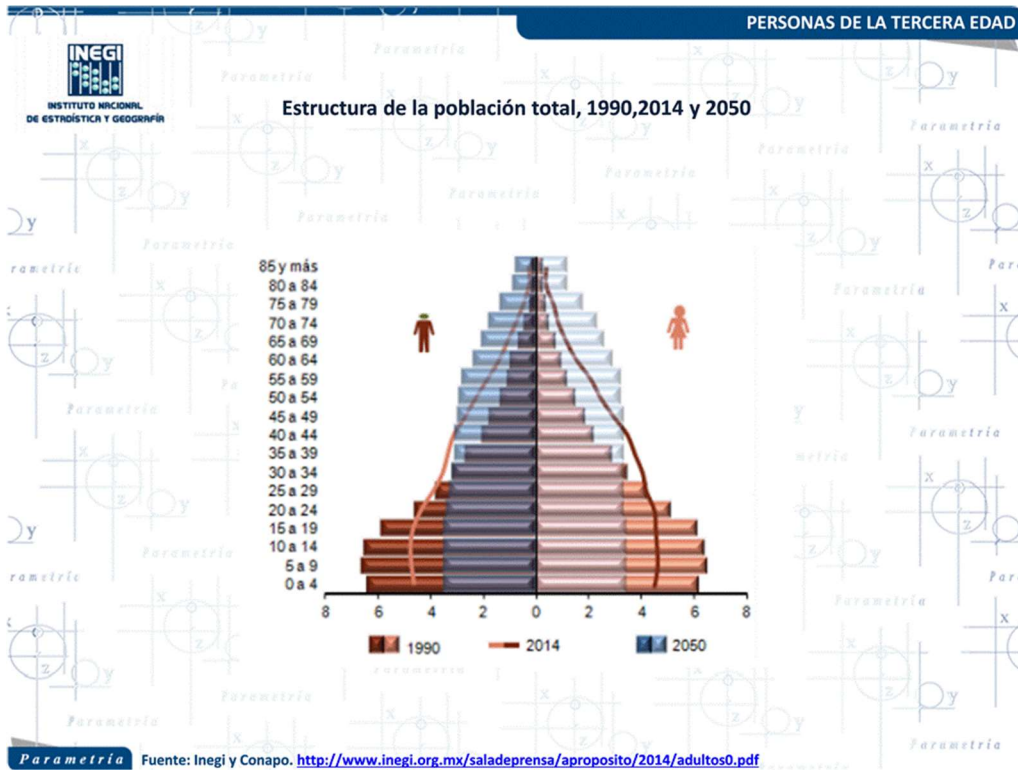 PERSONAS DE LA TERCERA EDAD
INEGI
INSTITUTO NACIONAL
DE ESTADÍSTICA Y GEOGRAFÍA
Estructura de la población total, 1990,2014 y 2050
85 y más
80 a 84
75 a 79
70 a 74
65 a 69
60 a 64
55 a 59
50 a 54
45 a 49
40 a 44
35 a 39
30 a 34
25 a 29
20 a 24
15 a 19
10 a 14
5 a 9
0 a 4
8 6 4 2 0 2 4 6 8
1990 2014 2050
Parametría Fuente: Inegi y Conapo. http://www.inegi.org.mx/saladeprensa/aproposito/2014/adultos0.pdf